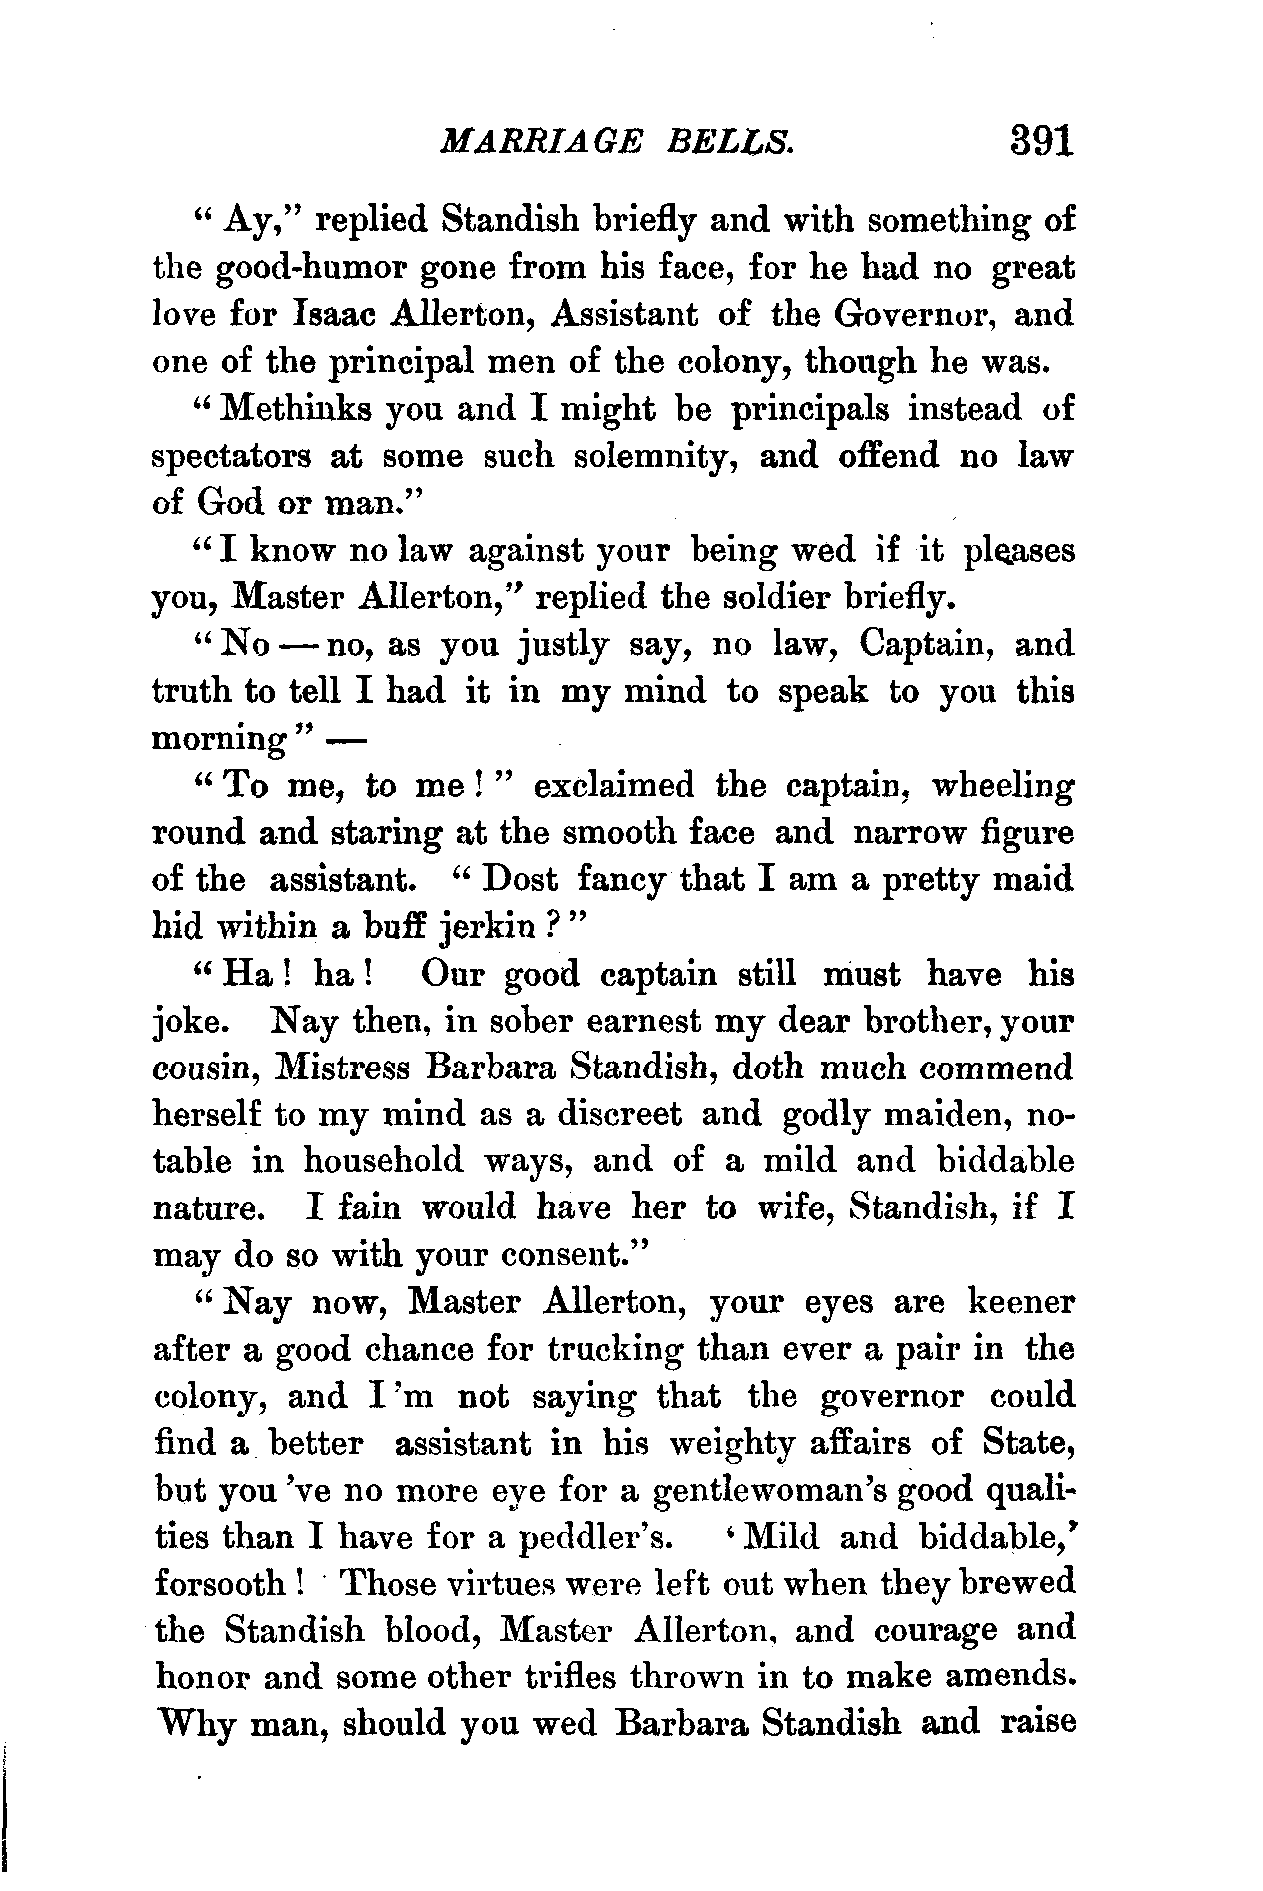 MARRIAGE BELLS. 391
“ Ay,” replied Standish briefly and with something of
the good-humor gone from his face, for he had no great
love for Isaac Allerton, Assistant of the Governor, and
one of the principal men of the colony, though he was.
“ Methinks you and I might be principals instead of
spectators at some such solemnity, and offend no law
of God or man.”
“ I know no law against your being wed if it pleases
you, Master Allerton,” replied the soldier briefly.
“ No — no, as you justly say, no law, Captain, and
truth to tell I had it in my mind to speak to you this
morning ” —
“ To me, to me ! ” exclaimed the captain, wheeling
round and staring at the smooth face and narrow figure
of the assistant. “ Dost fancy that I am a pretty maid
hid within a buff jerkin ? ”
“ Ha ! ha ! Our good captain still must have his
joke. Nay then, in sober earnest my dear brother, your
cousin, Mistress Barbara Standish, doth much commend
herself to my mind as a discreet and godly maiden, no-
table in household ways, and of a mild and biddable
nature. I fain would have her to wife, Standish, if I
may do so with your consent.”
“ Nay now, Master Allerton, your eyes are keener
after a good chance for trucking than ever a pair in the
colony, and I ’m not saying that the governor could
find a better assistant in his weighty affairs of State,
but you ’ve no more eye for a gentlewoman’s good quali-
ties than I have for a peddler’s. ‘ Mild and biddable,’
forsooth ! Those virtues were left out when they brewed
the Standish blood, Master Allerton, and courage and
honor and some other trifles thrown in to make amends.
Why man, should you wed Barbara Standish and raise